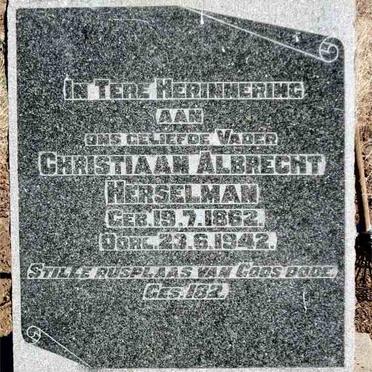 IN TERE HERINNERING
AAN
ONS GELIEFDE VADER
CHRISTIAAN ALBRECHT
HERSELMAN
GEB. 19.7.1862.
OORL. 23.6.1942.
STILLE RUSPLAAS VAN GODS DODE,
GES. 182.